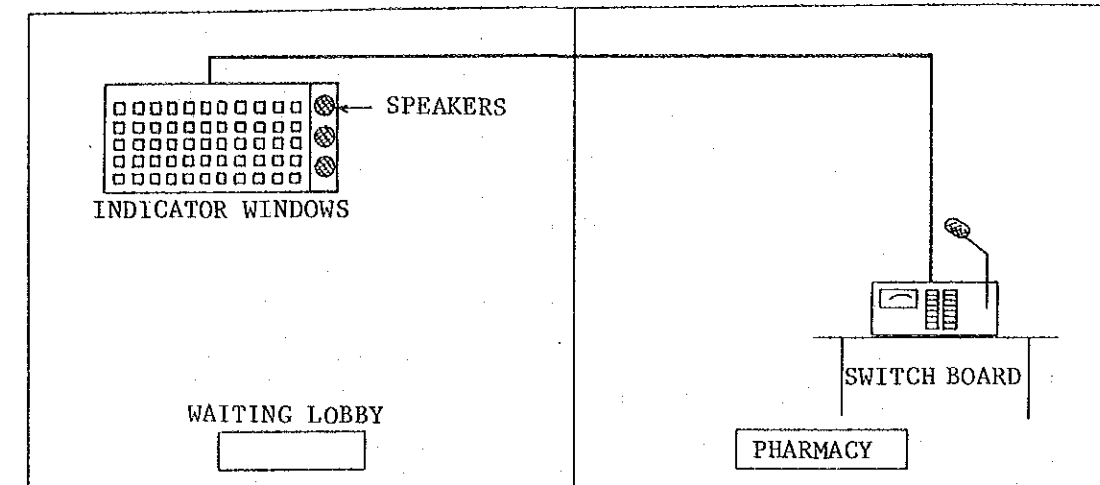 SPEAKERS
INDICATOR WINDOWS
SWITCH BOARD
WAITING LOBBY
PHARMACY